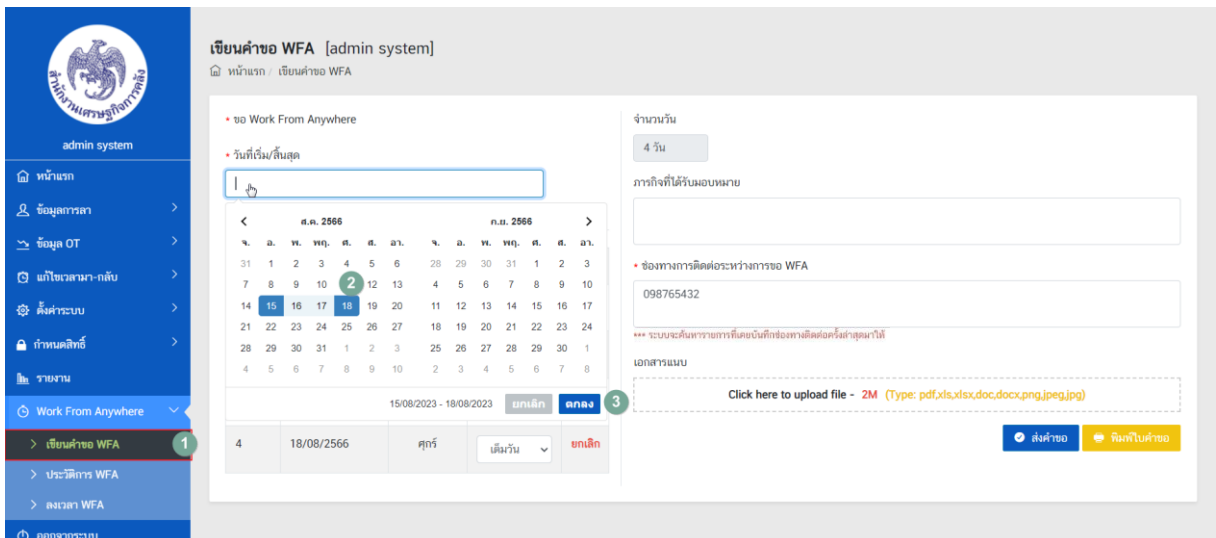 สำนักงานเศรษฐกิจการคลัง
admin system
หน้าแรก
ข้อมูลการลา
ข้อมูล OT
แก้ไขเวลามา-กลับ
ตั้งค่าระบบ
กำหนดสิทธิ์
รายงาน
Work From Anywhere
เขียนคำขอ WFA 1
ประวัติการ WFA
ลงเวลา WFA
ออกจากระบบ
เขียนคำขอ WFA [admin system]
หน้าแรก / เขียนคำขอ WFA
• ขอ Work From Anywhere
• วันที่เริ่ม/สิ้นสุด
< ส.ค. 2566 ก.ย. 2566 >
จ. อ. พ. พฤ. ศ. ส. อา. จ. อ. พ. พฤ. ศ. ส. อา.
31 1 2 3 4 5 6 28 29 30 31 1 2 3
7 8 9 10 2 12 13 4 5 6 7 8 9 10
14 15 16 17 18 19 20 11 12 13 14 15 16 17
21 22 23 24 25 26 27 18 19 20 21 22 23 24
28 29 30 31 1 2 3 25 26 27 28 29 30 1
4 5 6 7 8 9 10 2 3 4 5 6 7 8
15/08/2023 - 18/08/2023 ยกเลิก ตกลง 3
4 18/08/2566 ศุกร์ เต็มวัน ยกเลิก
จำนวนวัน
4 วัน
ภารกิจที่ได้รับมอบหมาย
• ช่องทางการติดต่อระหว่างการขอ WFA
098765432
*** ระบบจะค้นหารายการที่เคยบันทึกช่องทางติดต่อครั้งล่าสุดมาให้
เอกสารแนบ
Click here to upload file - 2M (Type: pdf,xls,xlsx,doc,docx,png,jpeg,jpg)
ส่งคำขอ พิมพ์ใบคำขอ